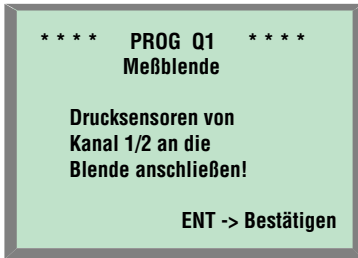 * * * * PROG Q1 * * * *
Meßblende
Drucksensoren von
Kanal 1/2 an die
Blende anschließen!
ENT -> Bestätigen